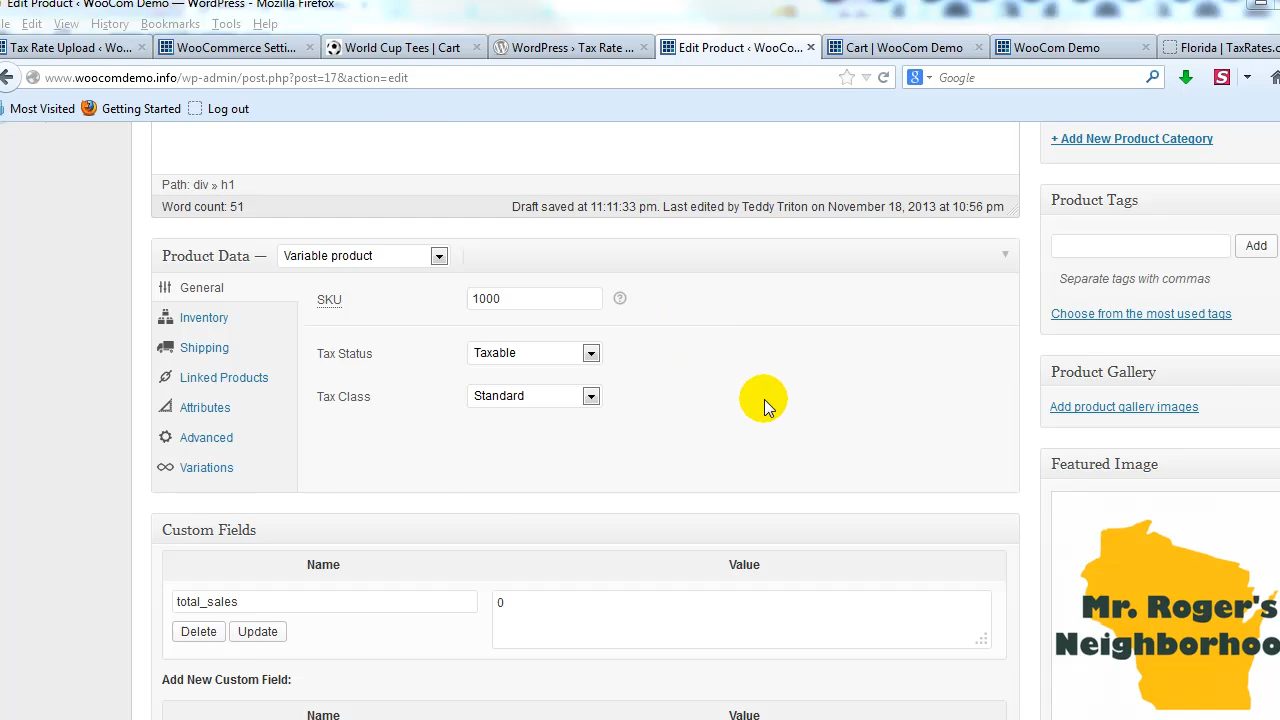 Edit Product ‹ WooCom Demo — WordPress - Mozilla Firefox
Edit View History Bookmarks Tools Help
Tax Rate Upload ‹ Wo... × WooCommerce Setti... × World Cup Tees | Cart × WordPress › Tax Rate ... × Edit Product ‹ WooCo... × Cart | WooCom Demo × WooCom Demo × Florida | TaxRates.c
www.woocomdemo.info/wp-admin/post.php?post=17&action=edit Google
Most Visited Getting Started Log out
+ Add New Product Category
Path: div » h1
Word count: 51 Draft saved at 11:11:33 pm. Last edited by Teddy Triton on November 18, 2013 at 10:56 pm
Product Tags
Add
Separate tags with commas
Choose from the most used tags
Product Data — Variable product
General
Inventory
Shipping
Linked Products
Attributes
Advanced
Variations
SKU 1000
Tax Status Taxable
Tax Class Standard
Product Gallery
Add product gallery images
Featured Image
Mr. Roger's
Neighborhoo
Custom Fields
Name Value
total_sales 0
Delete Update
Add New Custom Field:
Name Value